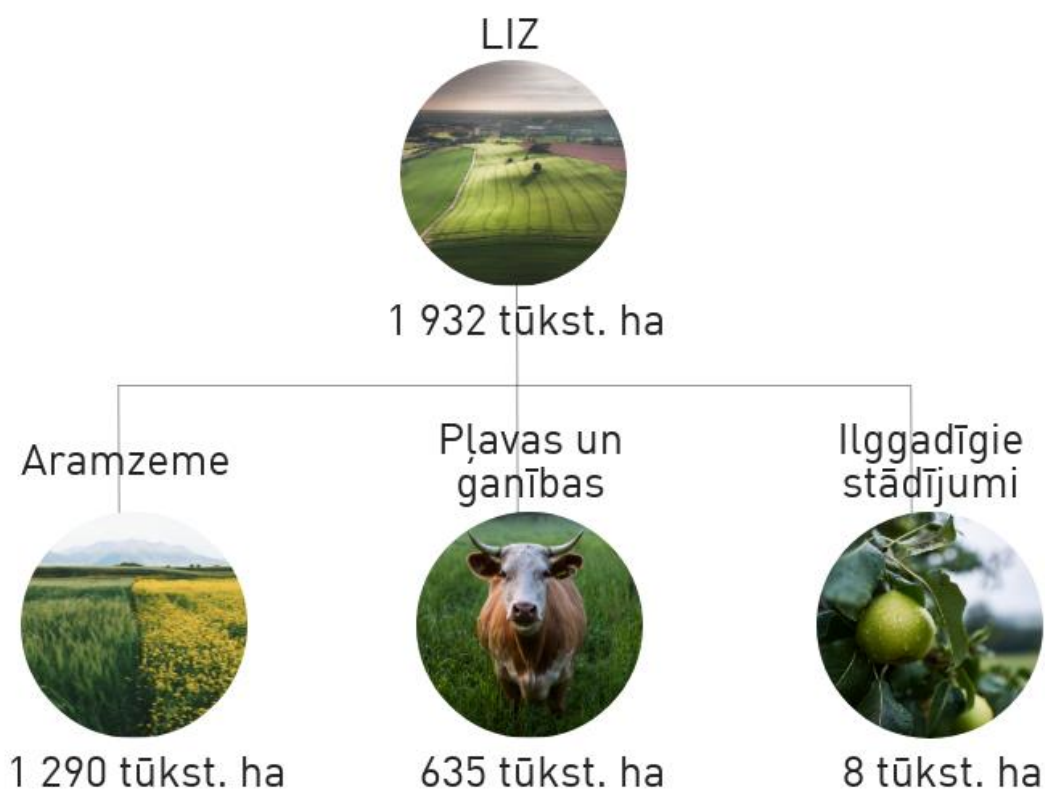 LIZ
1 932 tūkst. ha
Aramzeme
Pļavas un
ganības
Ilggadīgie
stādījumi
1 290 tūkst. ha
635 tūkst. ha
8 tūkst. ha